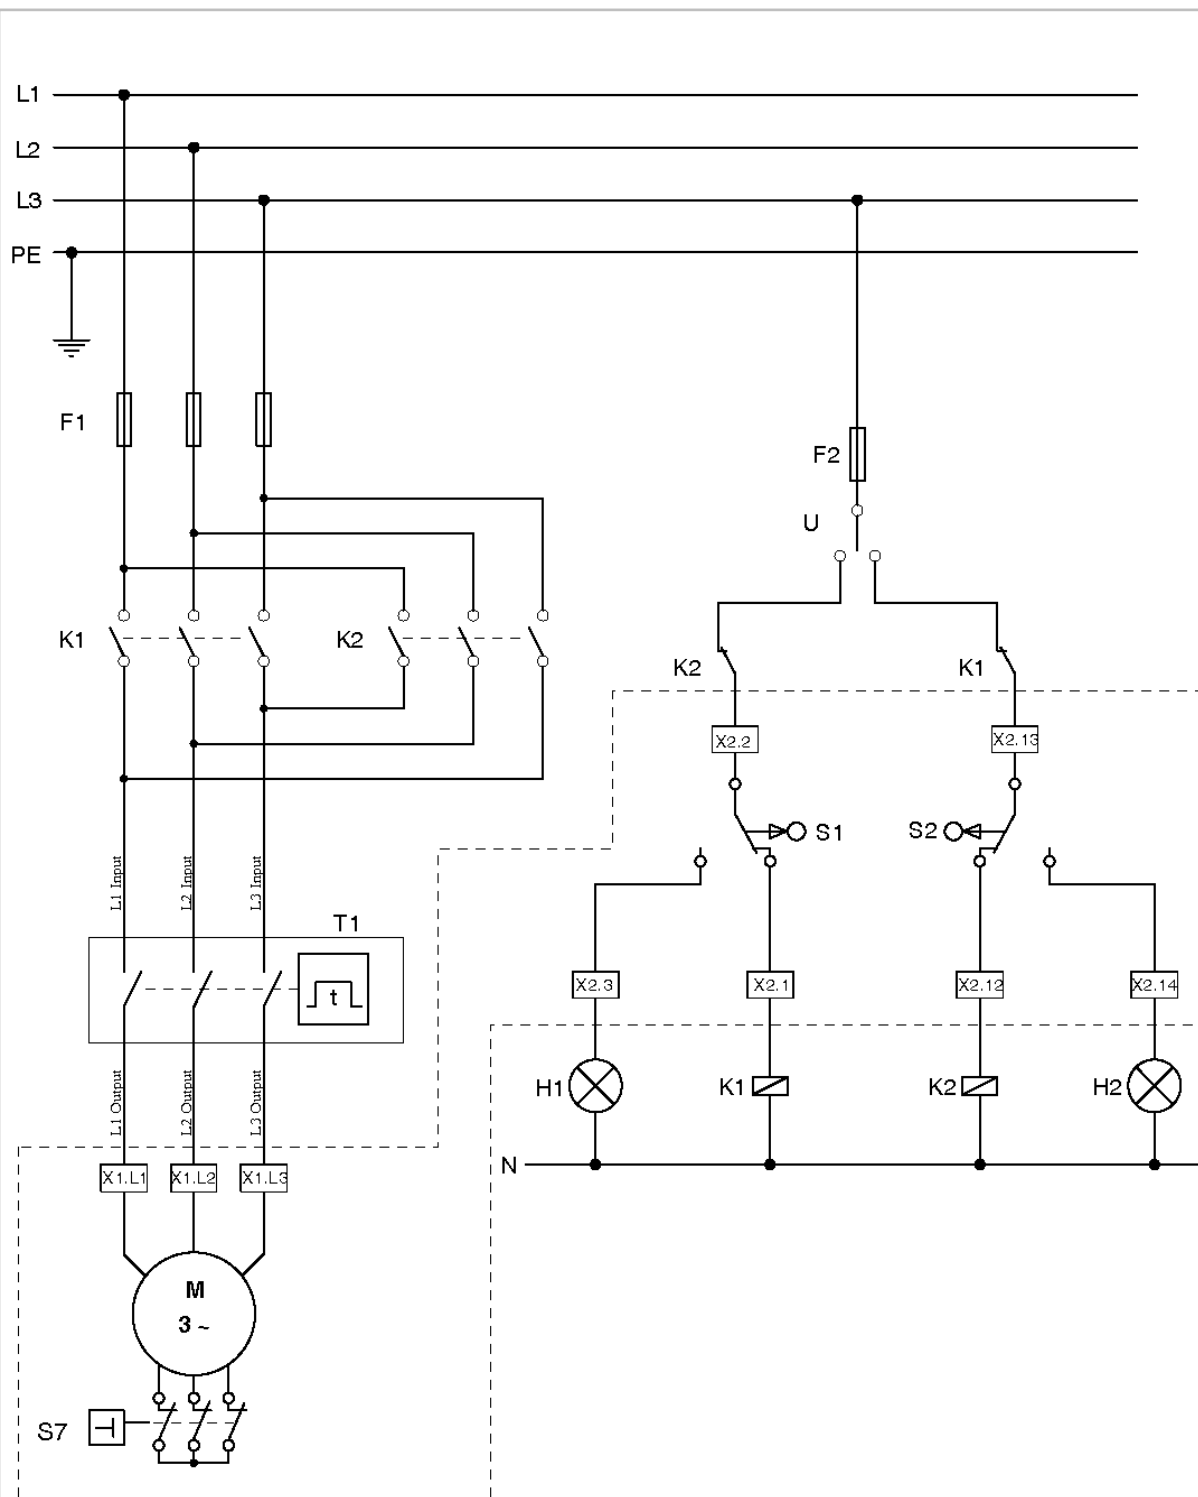 L1
L2
L3
PE
F1
F2
U
K1
K2
K2
K1
X2.2
X2.13
S1
S2
L1 Input
L2 Input
L3 Input
T1
t
X2.3
X2.1
X2.12
X2.14
H1
K1
K2
H2
L1 Output
L2 Output
L3 Output
N
X1.L1
X1.L2
X1.L3
M
3 ~
S7